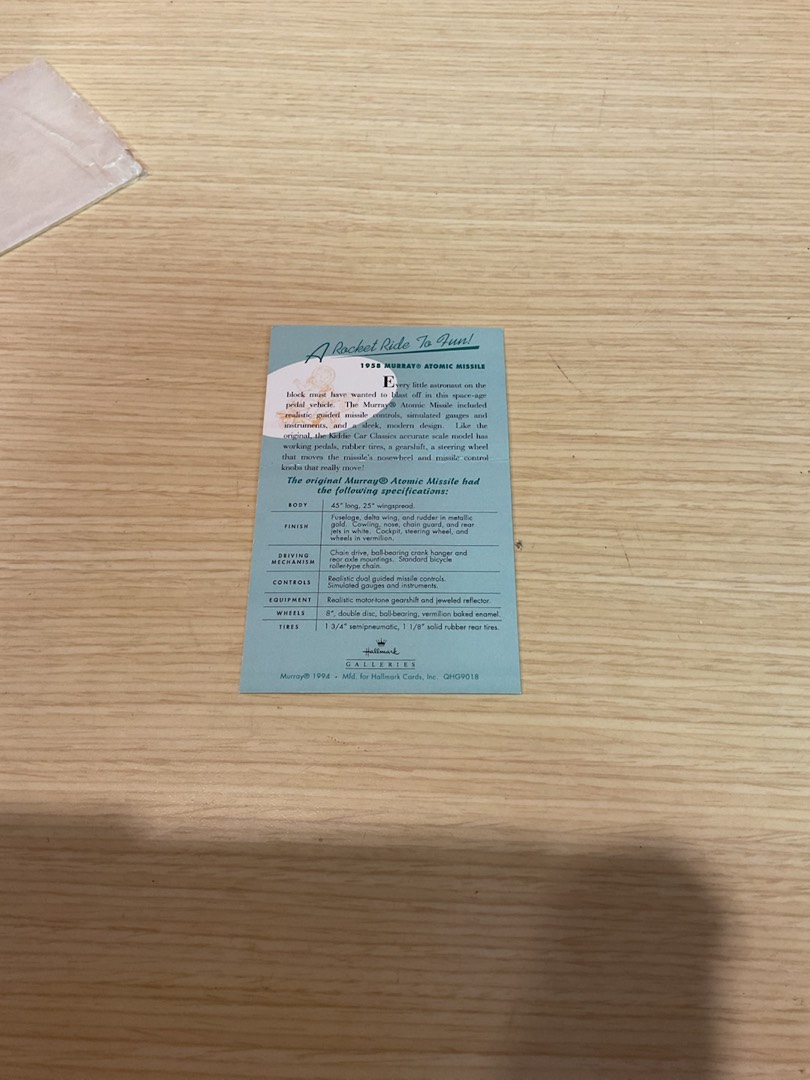 A Rocket Ride To Fun!
1958 MURRAY® ATOMIC MISSILE
Every little astronaut on the
block must have wanted to blast off in this space-age
pedal vehicle. The Murray® Atomic Missile included
realistic guided missile controls, simulated gauges and
instruments, and a sleek, modern design. Like the
original, the Kiddie Car Classics accurate scale model has
working pedals, rubber tires, a gearshift, a steering wheel
that moves the missile's nosewheel and missile control
knobs that really move!
The original Murray® Atomic Missile had
the following specifications:
BODY 45" long, 25" wingspread.
FINISH Fuselage, delta wing, and rudder in metallic
gold. Cowling, nose, chain guard, and rear
jets in white. Cockpit, steering wheel, and
wheels in vermilion.
DRIVING MECHANISM Chain drive, ball-bearing crank hanger and
rear axle mountings. Standard bicycle
roller-type chain.
CONTROLS Realistic dual guided missile controls.
Simulated gauges and instruments.
EQUIPMENT Realistic motor-tone gearshift and jeweled reflector.
WHEELS 8", double disc, ball-bearing, vermilion baked enamel.
TIRES 1 3/4" semipneumatic, 1 1/8" solid rubber rear tires.
Hallmark
GALLERIES
Murray® 1994 • Mfd. for Hallmark Cards, Inc. QHG9018